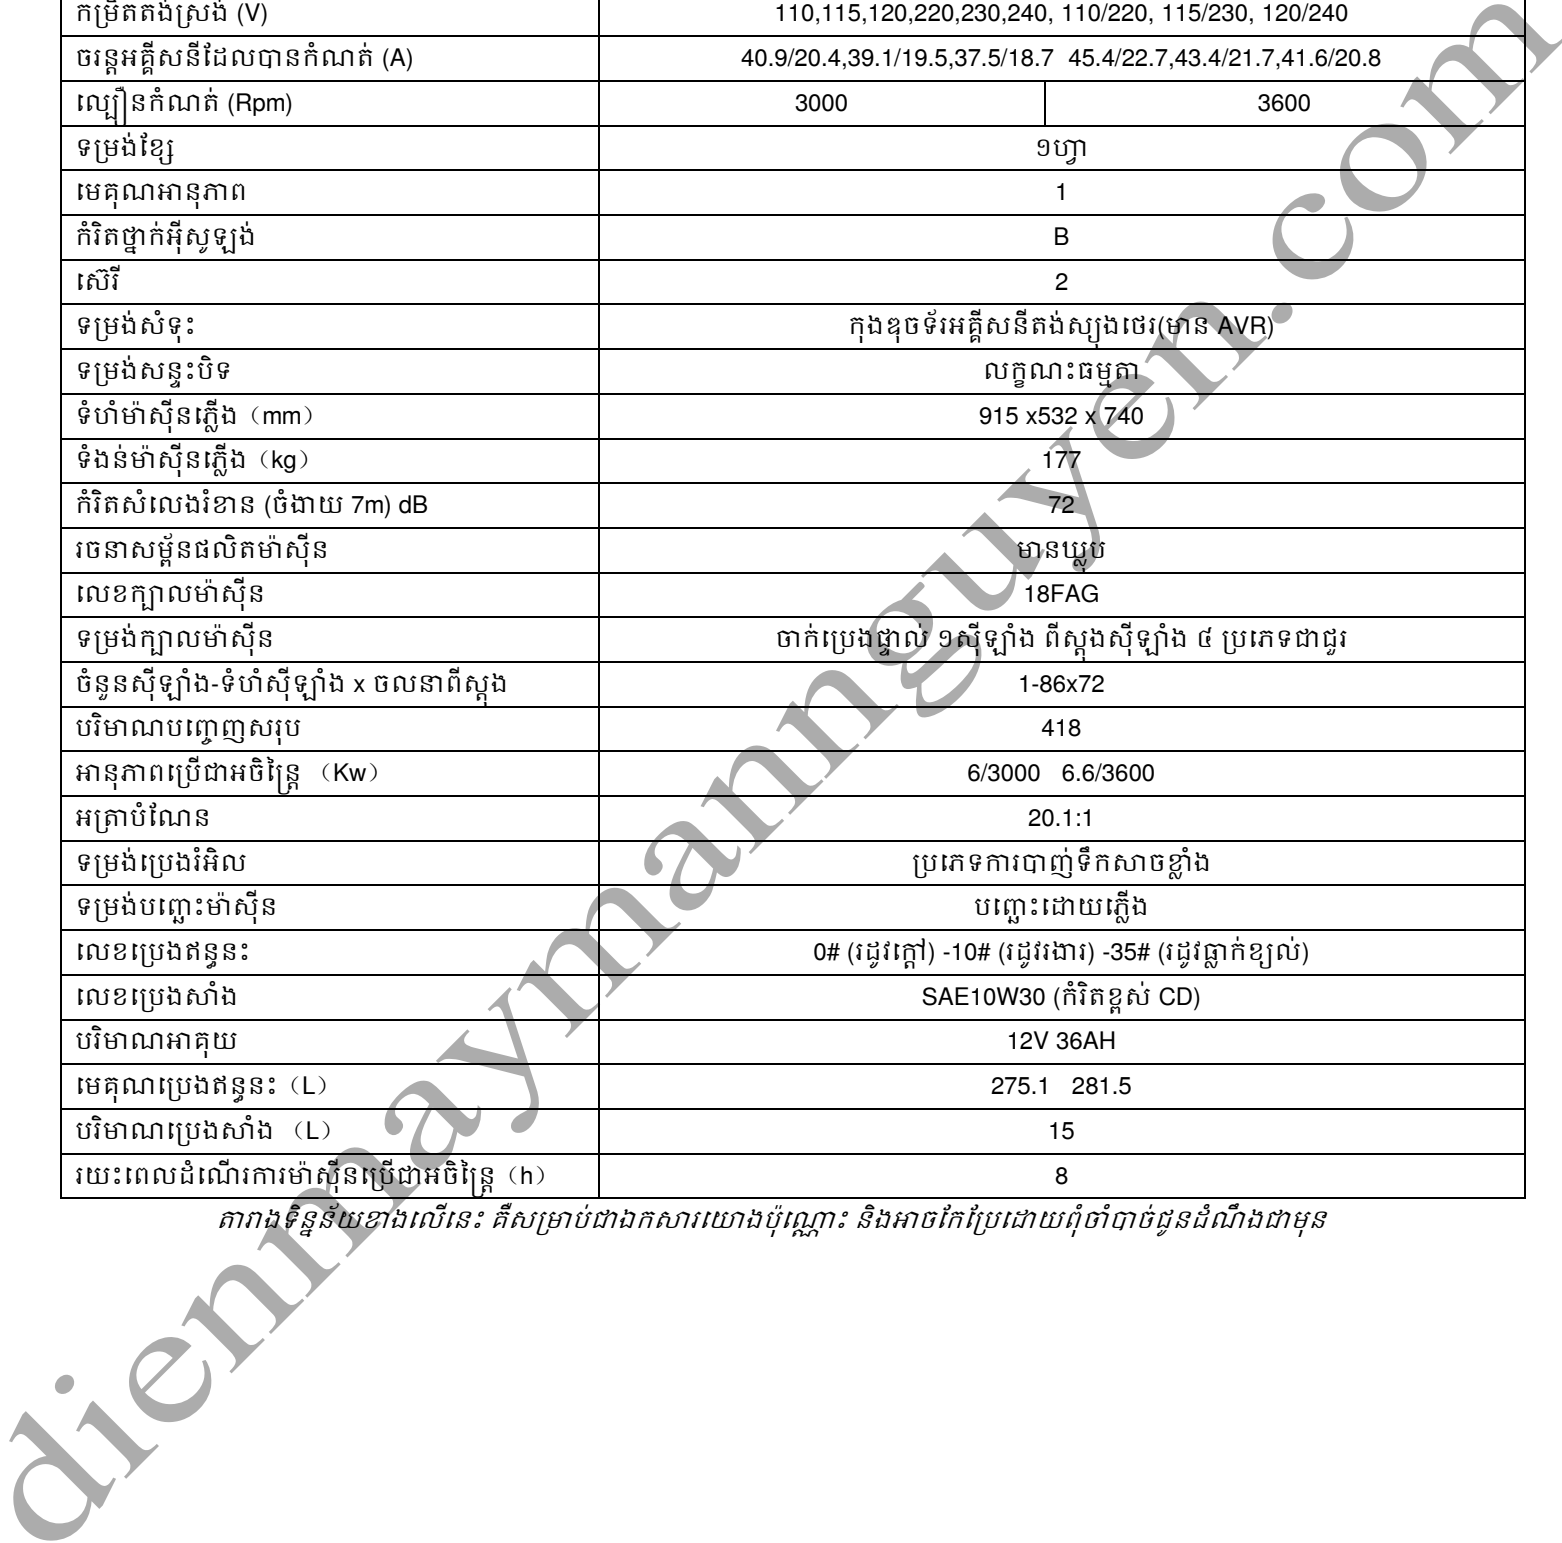 កម្រិតតង់ស្រង់ (V) 110,115,120,220,230,240, 110/220, 115/230, 120/240
ចរន្តអគ្គីសនីដែលបានកំណត់ (A) 40.9/20.4,39.1/19.5,37.5/18.7 45.4/22.7,43.4/21.7,41.6/20.8
ល្បឿនកំណត់ (Rpm) 3000 3600
ទម្រង់ខ្សែ ១ហ្វា
មេគុណអានុភាព 1
កំរិតថ្នាក់អ៊ីសូឡង់ B
ស៊េរី 2
ទម្រង់សំទុះ កុងឌុចទ័រអគ្គីសនីតង់ស្យុងថេរ(មាន AVR)
ទម្រង់សន្ទះបិទ លក្ខណះធម្មតា
ទំហំម៉ាស៊ីនភ្លើង（mm） 915 x532 x 740
ទំងន់ម៉ាស៊ីនភ្លើង（kg） 177
កំរិតសំលេងរំខាន (ចំងាយ 7m) dB 72
រចនាសម្ព័នផលិតម៉ាស៊ីន មានឃ្លុប
លេខក្បាលម៉ាស៊ីន 18FAG
ទម្រង់ក្បាលម៉ាស៊ីន ចាក់ប្រេងផ្ទាល់ ១ស៊ីឡាំង ពីស្តុងស៊ីឡាំង ៤ ប្រភេទជាជួរ
ចំនួនស៊ីឡាំង-ទំហំស៊ីឡាំង x ចលនាពីស្តុង 1-86x72
បរិមាណបញ្ចេញសរុប 418
អានុភាពប្រើជាអចិន្ត្រៃ （Kw） 6/3000 6.6/3600
អត្រាបំណែន 20.1:1
ទម្រង់ប្រេងរំអិល ប្រភេទការបាញ់ទឹកសាចខ្លាំង
ទម្រង់បញ្ឆេះម៉ាស៊ីន បញ្ឆេះដោយភ្លើង
លេខប្រេងឥន្ធនះ 0# (រដូវក្តៅ) -10# (រដូវរងារ) -35# (រដូវធ្លាក់ខ្យល់)
លេខប្រេងសាំង SAE10W30 (កំរិតខ្ពស់ CD)
បរិមាណអាគុយ 12V 36AH
មេគុណប្រេងឥន្ធនះ（L） 275.1 281.5
បរិមាណប្រេងសាំង （L） 15
រយះពេលដំណើរការម៉ាស៊ីនប្រើជាអចិន្ត្រៃ（h） 8
តារាងទិន្នន័យខាងលើនេះ គឺសម្រាប់ជាឯកសារយោងប៉ុណ្ណោះ និងអាចកែប្រែដោយពុំចាំបាច់ជូនដំណឹងជាមុន
dienmaymannguyen.com